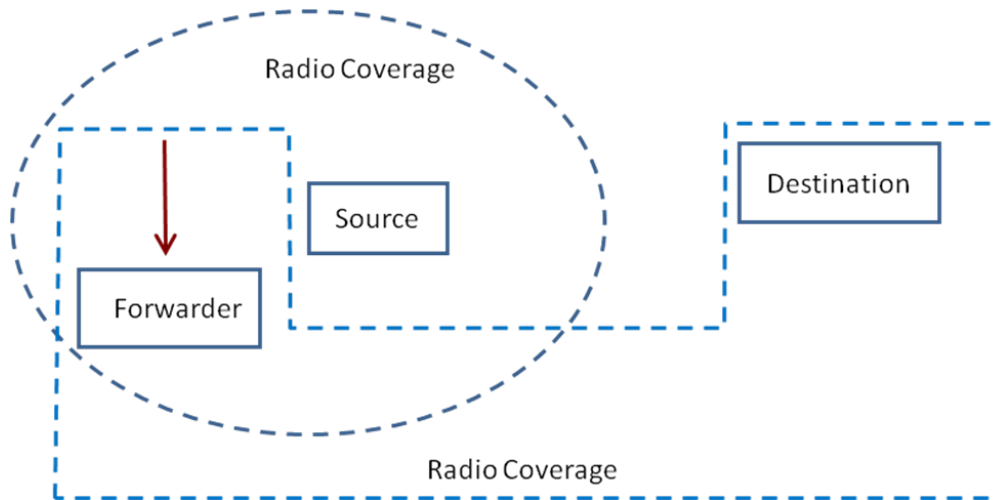 Radio Coverage
Destination
Source
Forwarder
Radio Coverage